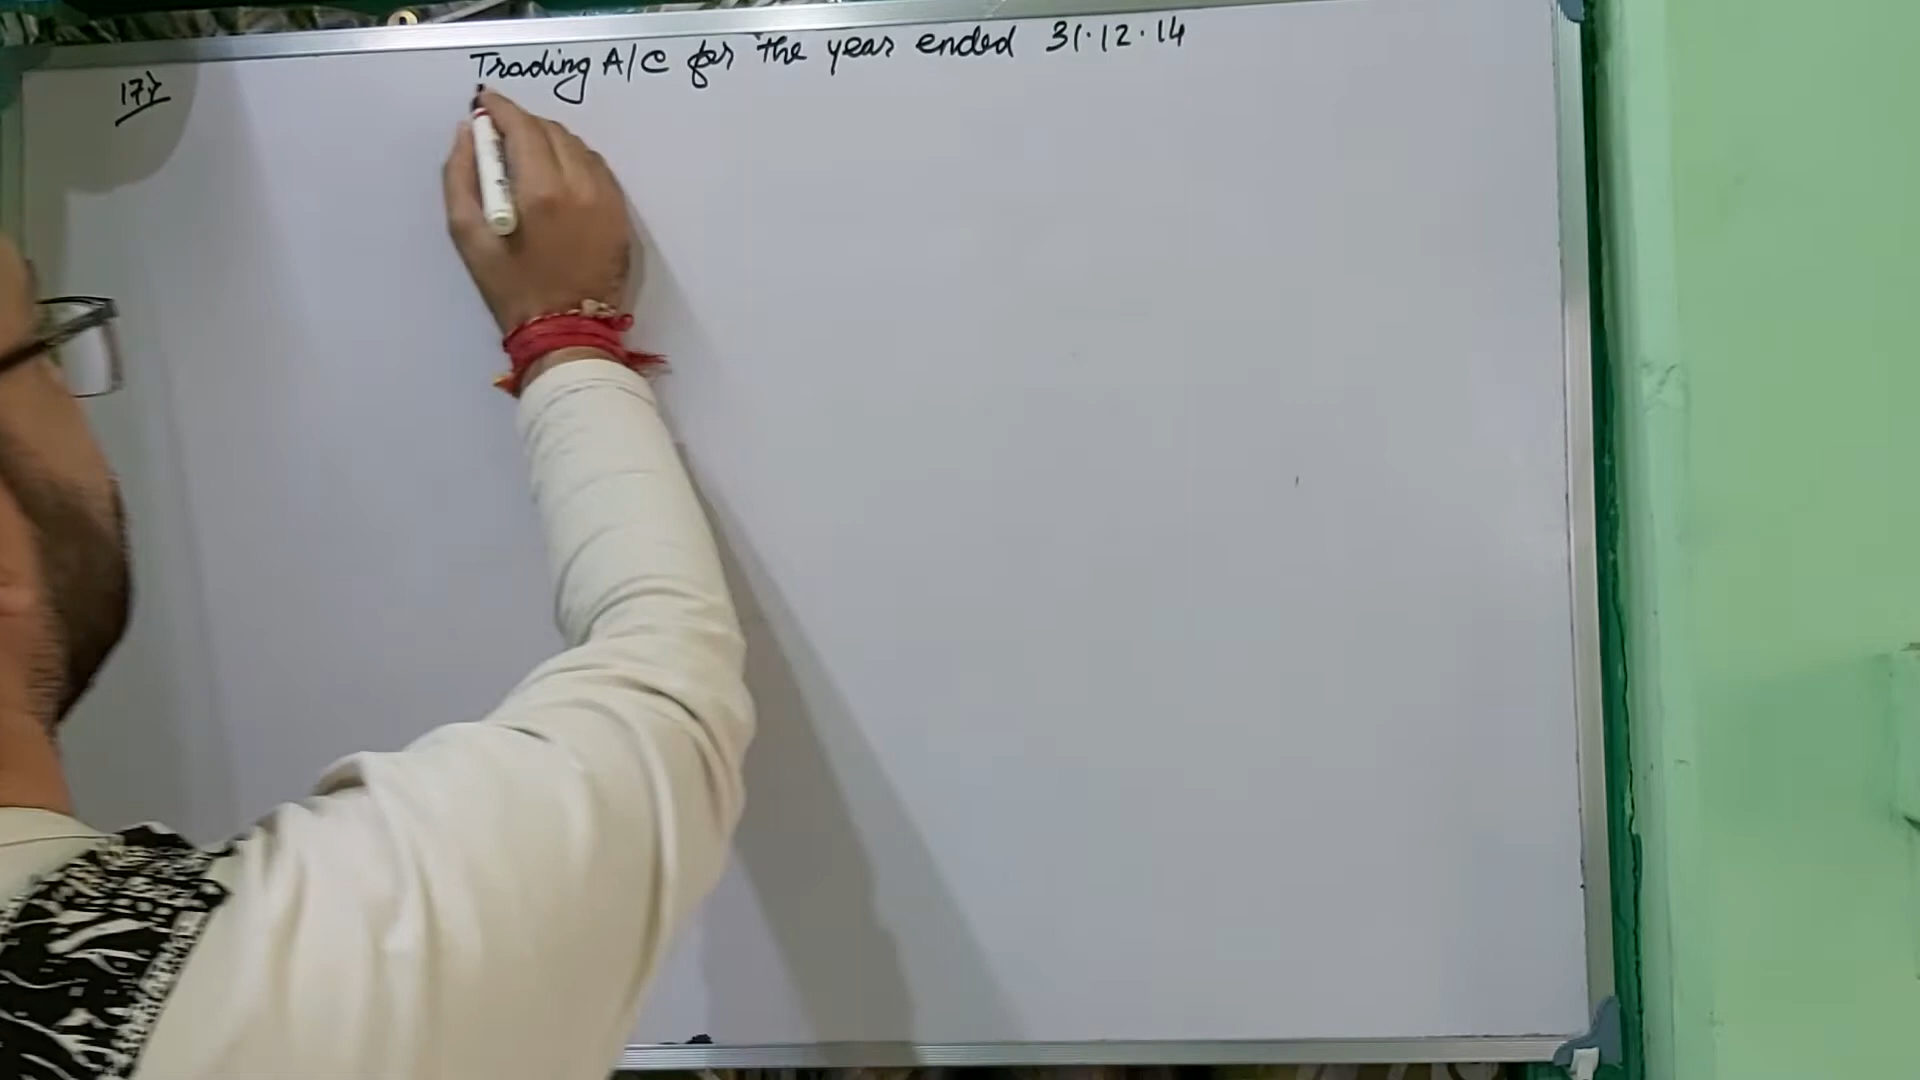 Trading A/C for the year ended 31.12.14
17)